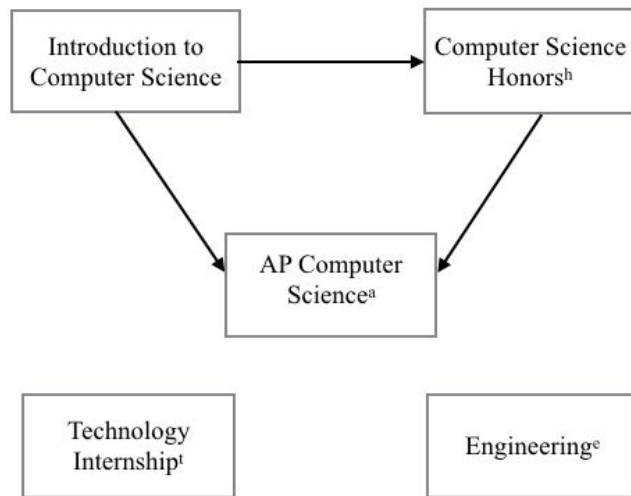 Introduction to
Computer Science
Computer Science
Honorsʰ
AP Computer
Scienceᵃ
Technology
Internshipᵗ
Engineeringᵉ